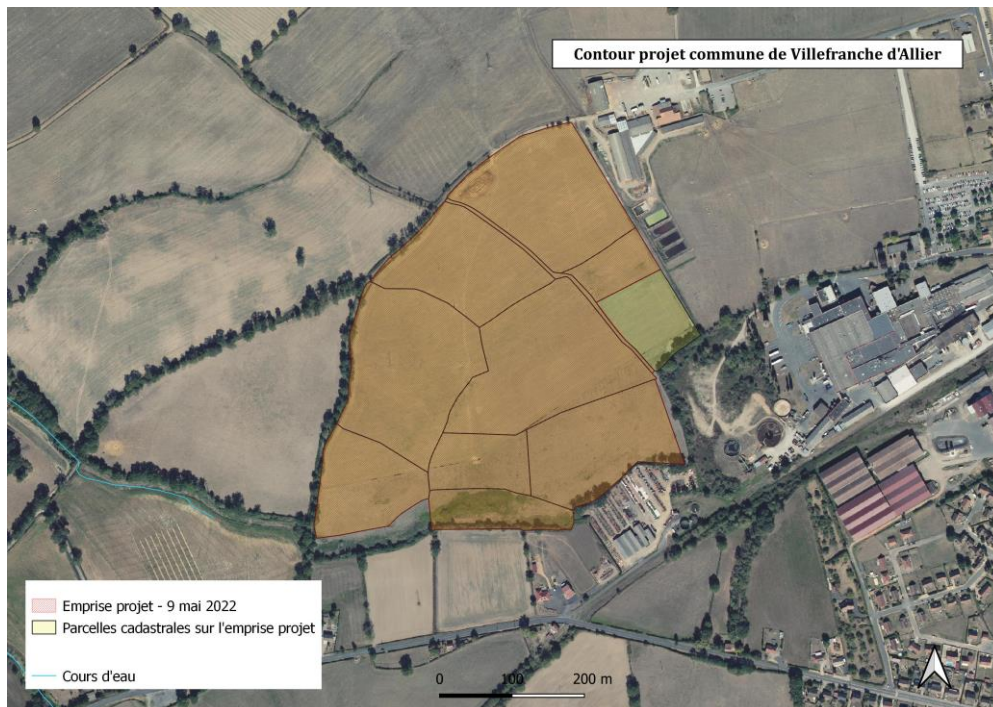 Contour projet commune de Villefranche d'Allier
Emprise projet - 9 mai 2022
Parcelles cadastrales sur l'emprise projet
Cours d'eau
0 100 200 m